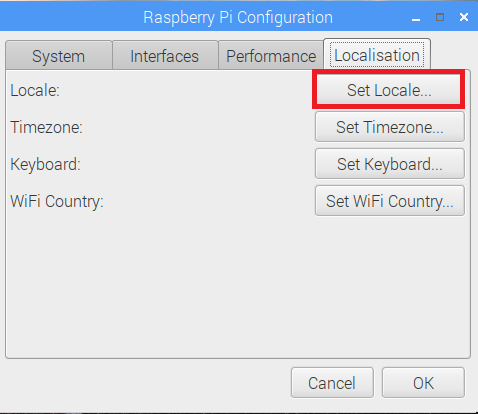 Raspberry Pi Configuration
System Interfaces Performance Localisation
Locale: Set Locale...
Timezone: Set Timezone...
Keyboard: Set Keyboard...
WiFi Country: Set WiFi Country...
Cancel OK